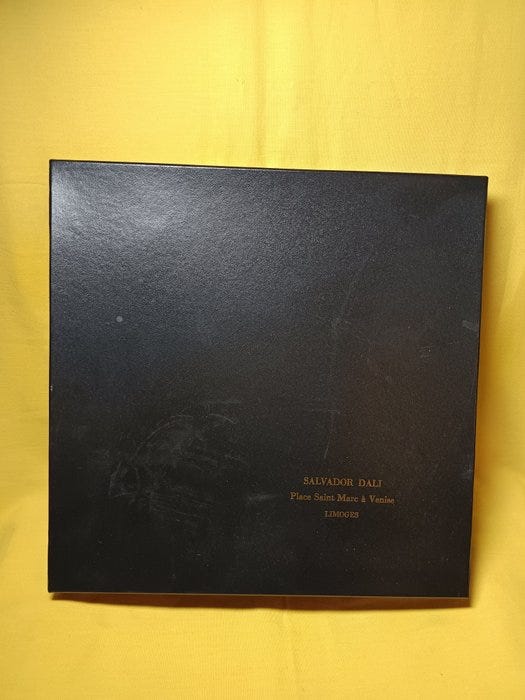 SALVADOR DALI
Place Saint Marc à Venise
LIMOGES